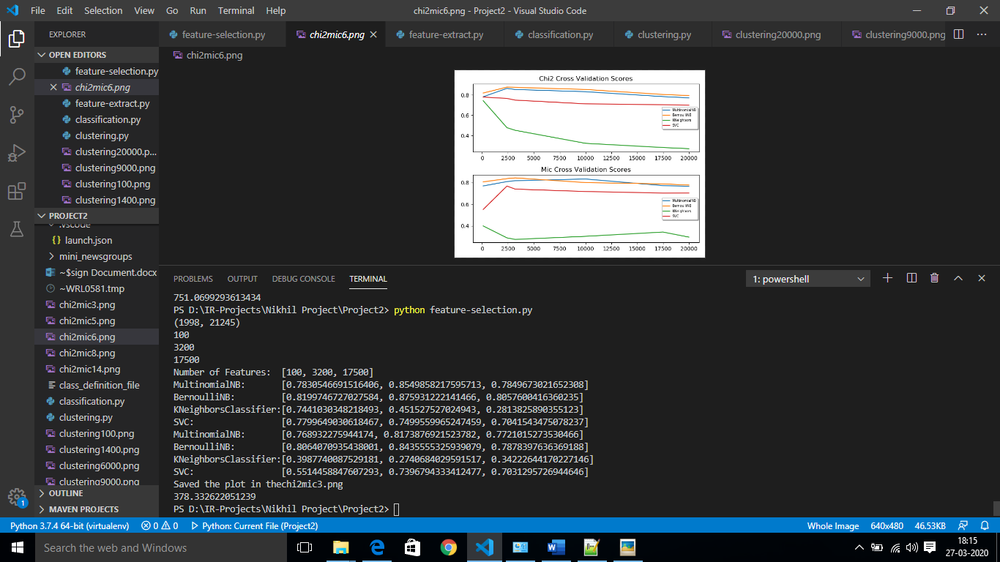 File Edit Selection View Go Run Terminal Help
chi2mic6.png - Project2 - Visual Studio Code
EXPLORER
feature-selection.py
chi2mic6.png
feature-extract.py
classification.py
clustering.py
clustering20000.png
clustering9000.png
OPEN EDITORS
feature-selection.py
chi2mic6.png
feature-extract.py
classification.py
clustering.py
clustering20000.p...
clustering9000.png
clustering100.png
clustering1400.png
PROJECT2
.vscode
{} launch.json
mini_newsgroups
~$sign Document.docx
~WRL0581.tmp
chi2mic3.png
chi2mic5.png
chi2mic6.png
chi2mic8.png
chi2mic14.png
class_definition_file
classification.py
clustering.py
clustering100.png
clustering1400.png
clustering6000.png
clustering9000.png
OUTLINE
MAVEN PROJECTS
1
chi2mic6.png
Chi2 Cross Validation Scores
0.8
0.6
0.4
MultinomialNB
BernoulliNB
KNeighbors
SVC
0 2500 5000 7500 10000 12500 15000 17500 20000
Mic Cross Validation Scores
0.8
0.6
0.4
MultinomialNB
BernoulliNB
KNeighbors
SVC
0 2500 5000 7500 10000 12500 15000 17500 20000
PROBLEMS OUTPUT DEBUG CONSOLE TERMINAL
1: powershell
751.0699293613434
PS D:\IR-Projects\Nikhil Project\Project2> python feature-selection.py
(1998, 21245)
100
3200
17500
Number of Features: [100, 3200, 17500]
MultinomialNB: [0.7830546691516406, 0.8549858217595713, 0.7849673021652308]
BernoulliNB: [0.8199746727027584, 0.875931222141466, 0.8057600416360235]
KNeighborsClassifier:[0.7441030348218493, 0.451527527024943, 0.2813825890355123]
SVC: [0.7799649030618467, 0.7499559965247459, 0.7041543475078237]
MultinomialNB: [0.768932275944174, 0.8173876921523782, 0.7721015273530466]
BernoulliNB: [0.8064070935438001, 0.8435555325939079, 0.7878397636369188]
KNeighborsClassifier:[0.3987740087529181, 0.2740684029591517, 0.34222644170227146]
SVC: [0.5514458847607293, 0.7396794333412477, 0.7031295726944646]
Saved the plot in thechi2mic3.png
378.332622051239
PS D:\IR-Projects\Nikhil Project\Project2>
Python 3.7.4 64-bit (virtualenv) 0 0 Python: Current File (Project2)
Whole Image 640x480 46.53KB
Search the web and Windows
18:15
27-03-2020